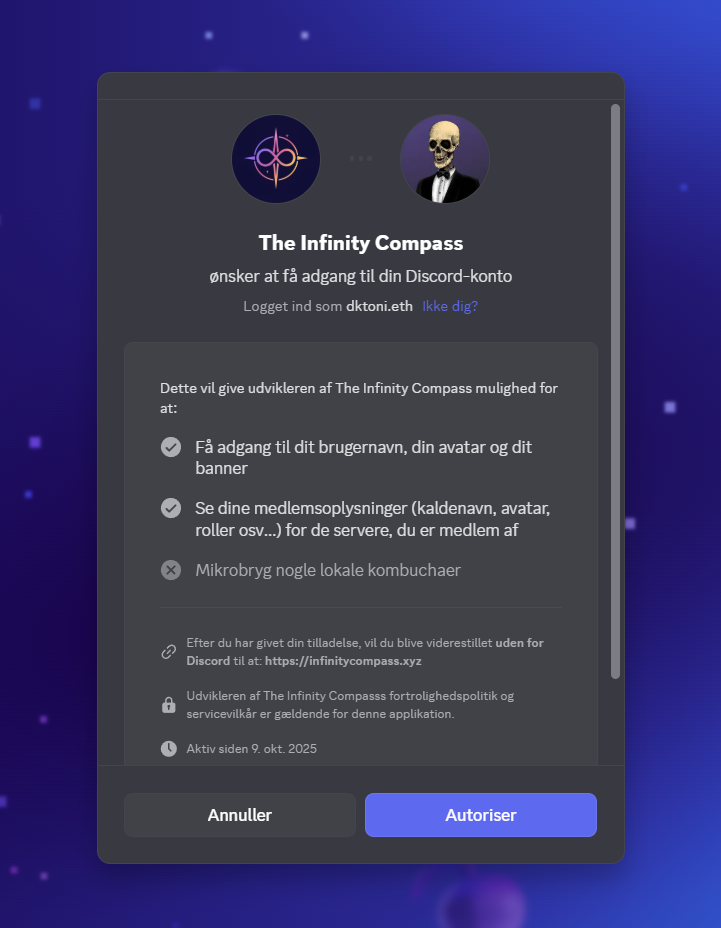 The Infinity Compass
ønsker at få adgang til din Discord-konto
Logget ind som dktoni.eth Ikke dig?
Dette vil give udvikleren af The Infinity Compass mulighed for
at:
Få adgang til dit brugernavn, din avatar og dit
banner
Se dine medlemsoplysninger (kaldenavn, avatar,
roller osv...) for de servere, du er medlem af
Mikrobryg nogle lokale kombuchaer
Efter du har givet din tilladelse, vil du blive viderestillet uden for
Discord til at: https://infinitycompass.xyz
Udvikleren af The Infinity Compasss fortrolighedspolitik og
servicevilkår er gældende for denne applikation.
Aktiv siden 9. okt. 2025
Annuller
Autoriser